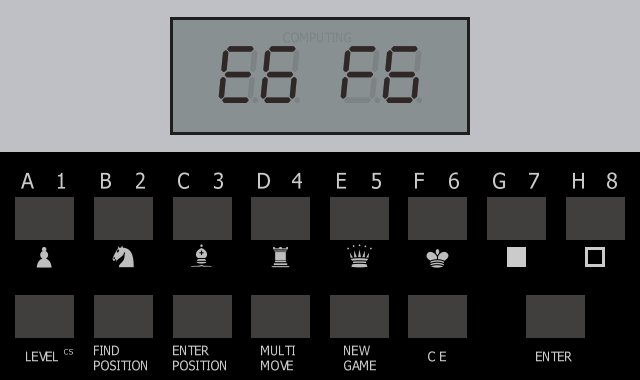 COMPUTING
E6 F6
A 1 B 2 C 3 D 4 E 5 F 6 G 7 H 8
LEVEL CS
FIND
POSITION
ENTER
POSITION
MULTI
MOVE
NEW
GAME
C E
ENTER